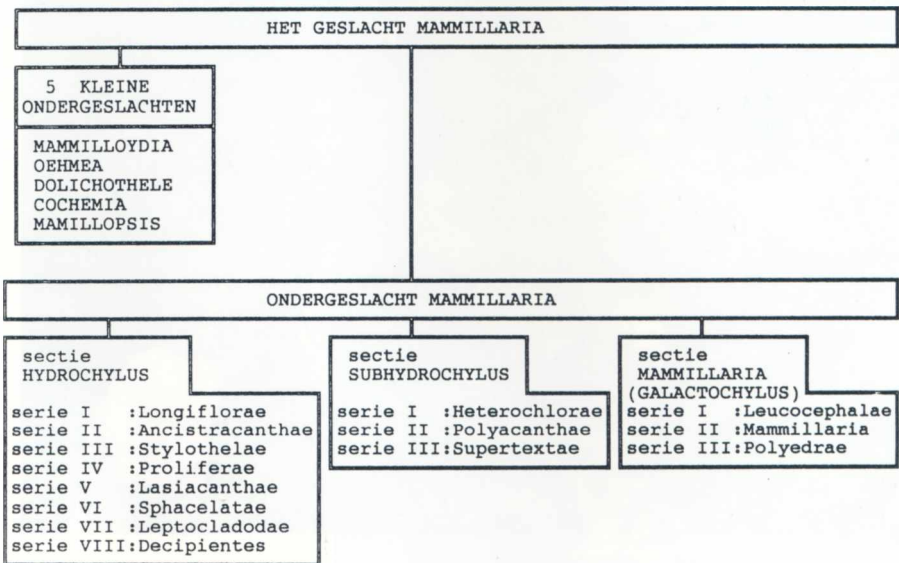 HET GESLACHT MAMMILLARIA
5 KLEINE
ONDERGESLACHTEN
MAMMILLOYDIA
OEHMEA
DOLICHOTHELE
COCHEMIA
MAMILLOPSIS
ONDERGESLACHT MAMMILLARIA
sectie
HYDROCHYLUS
serie I :Longiflorae
serie II :Ancistracanthae
serie III :Stylothelae
serie IV :Proliferae
serie V :Lasiacanthae
serie VI :Sphacelatae
serie VII :Leptocladodae
serie VIII:Decipientes
sectie
SUBHYDROCHYLUS
serie I :Heterochlorae
serie II :Polyacanthae
serie III:Supertextae
sectie
MAMMILLARIA
(GALACTOCHYLUS)
serie I :Leucocephalae
serie II :Mammillaria
serie III:Polyedrae